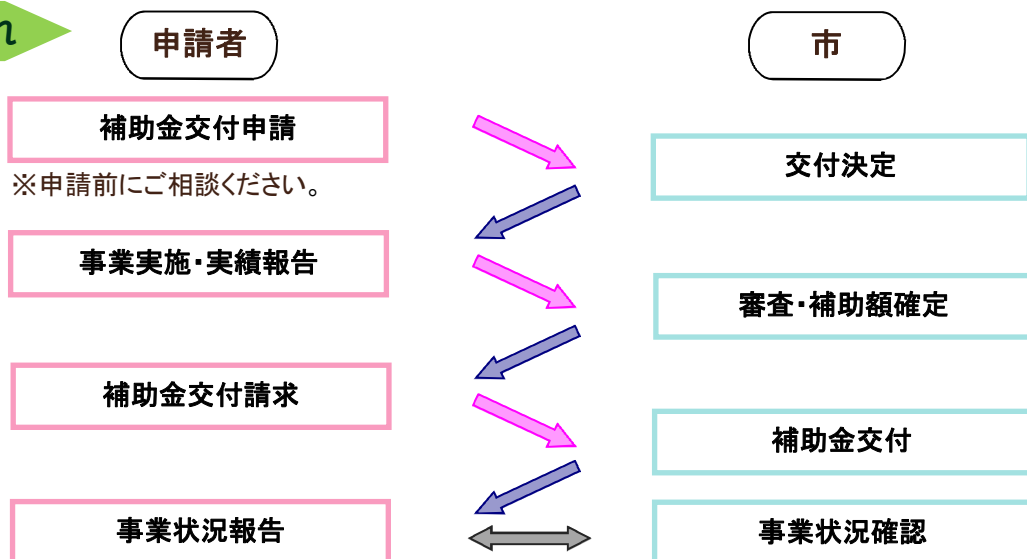 れ
申請者
市
補助金交付申請
※申請前にご相談ください。
交付決定
事業実施・実績報告
審査・補助額確定
補助金交付請求
補助金交付
事業状況報告
事業状況確認